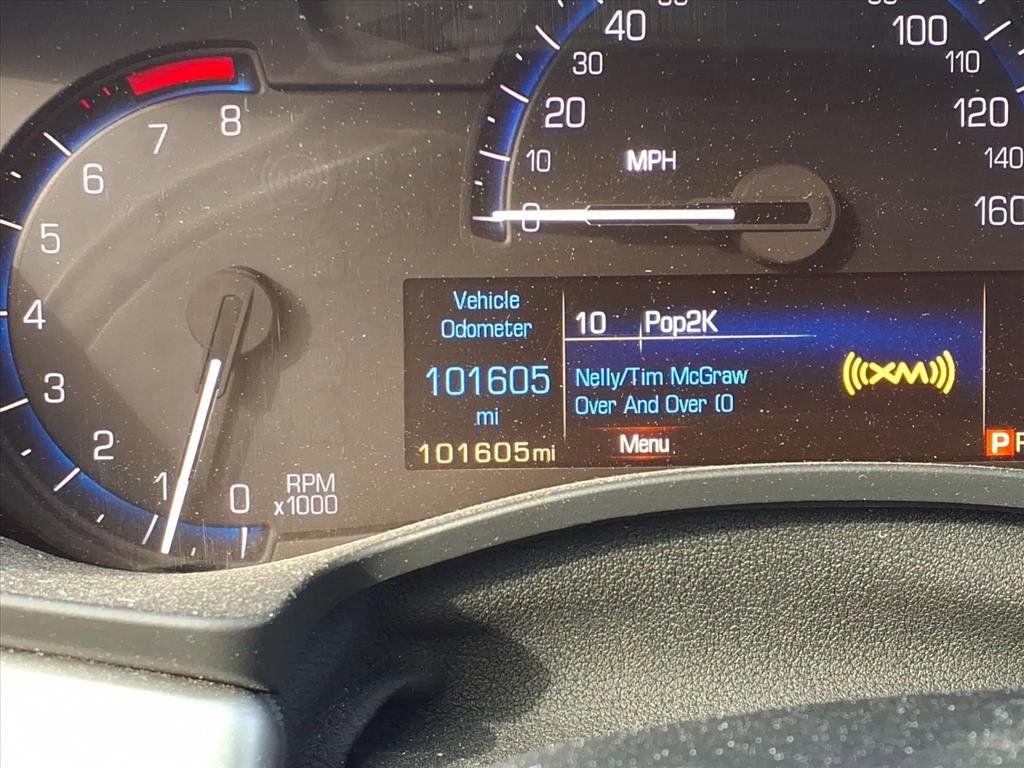 40
100
30
110
20
120
10
MPH
140
0
160
8
7
6
5
4
3
2
1
0
RPM
x1000
Vehicle
Odometer
101605
mi
101605mi
10 Pop2K
Nelly/Tim McGraw
Over And Over (O
XM
Menu
P